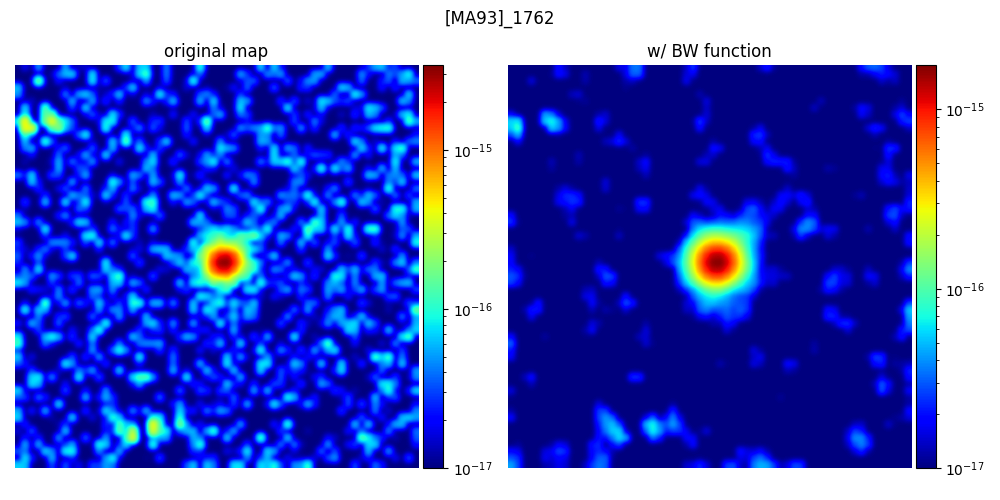 [MA93]_1762
original map
w/ BW function
10⁻¹⁵
10⁻¹⁶
10⁻¹⁷
10⁻¹⁵
10⁻¹⁶
10⁻¹⁷